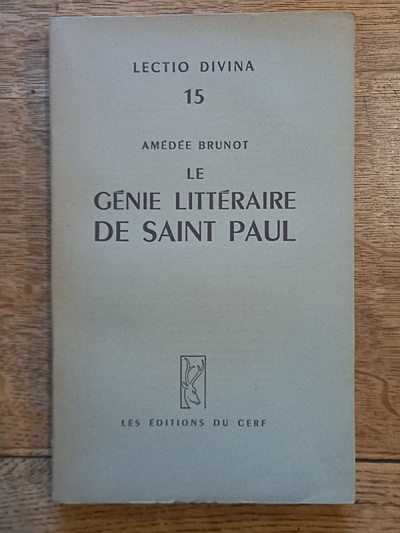 LECTIO DIVINA
15
AMÉDÉE BRUNOT
LE
GÉNIE LITTÉRAIRE
DE SAINT PAUL
LES ÉDITIONS DU CERF